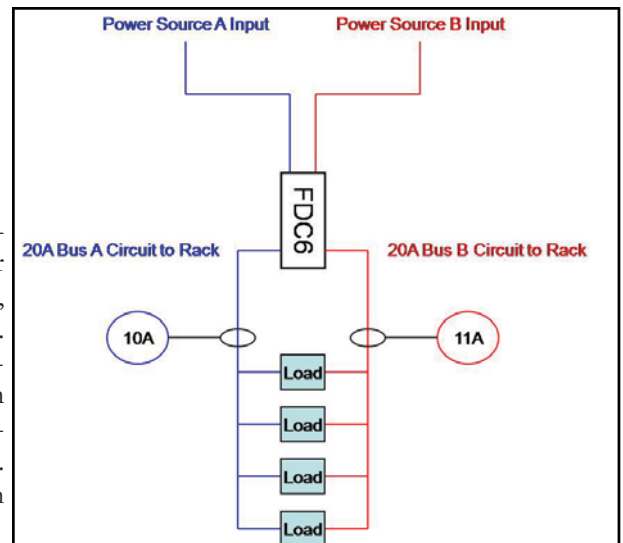 Power Source A Input
Power Source B Input
FDC6
20A Bus A Circuit to Rack
20A Bus B Circuit to Rack
10A
11A
Load
Load
Load
Load